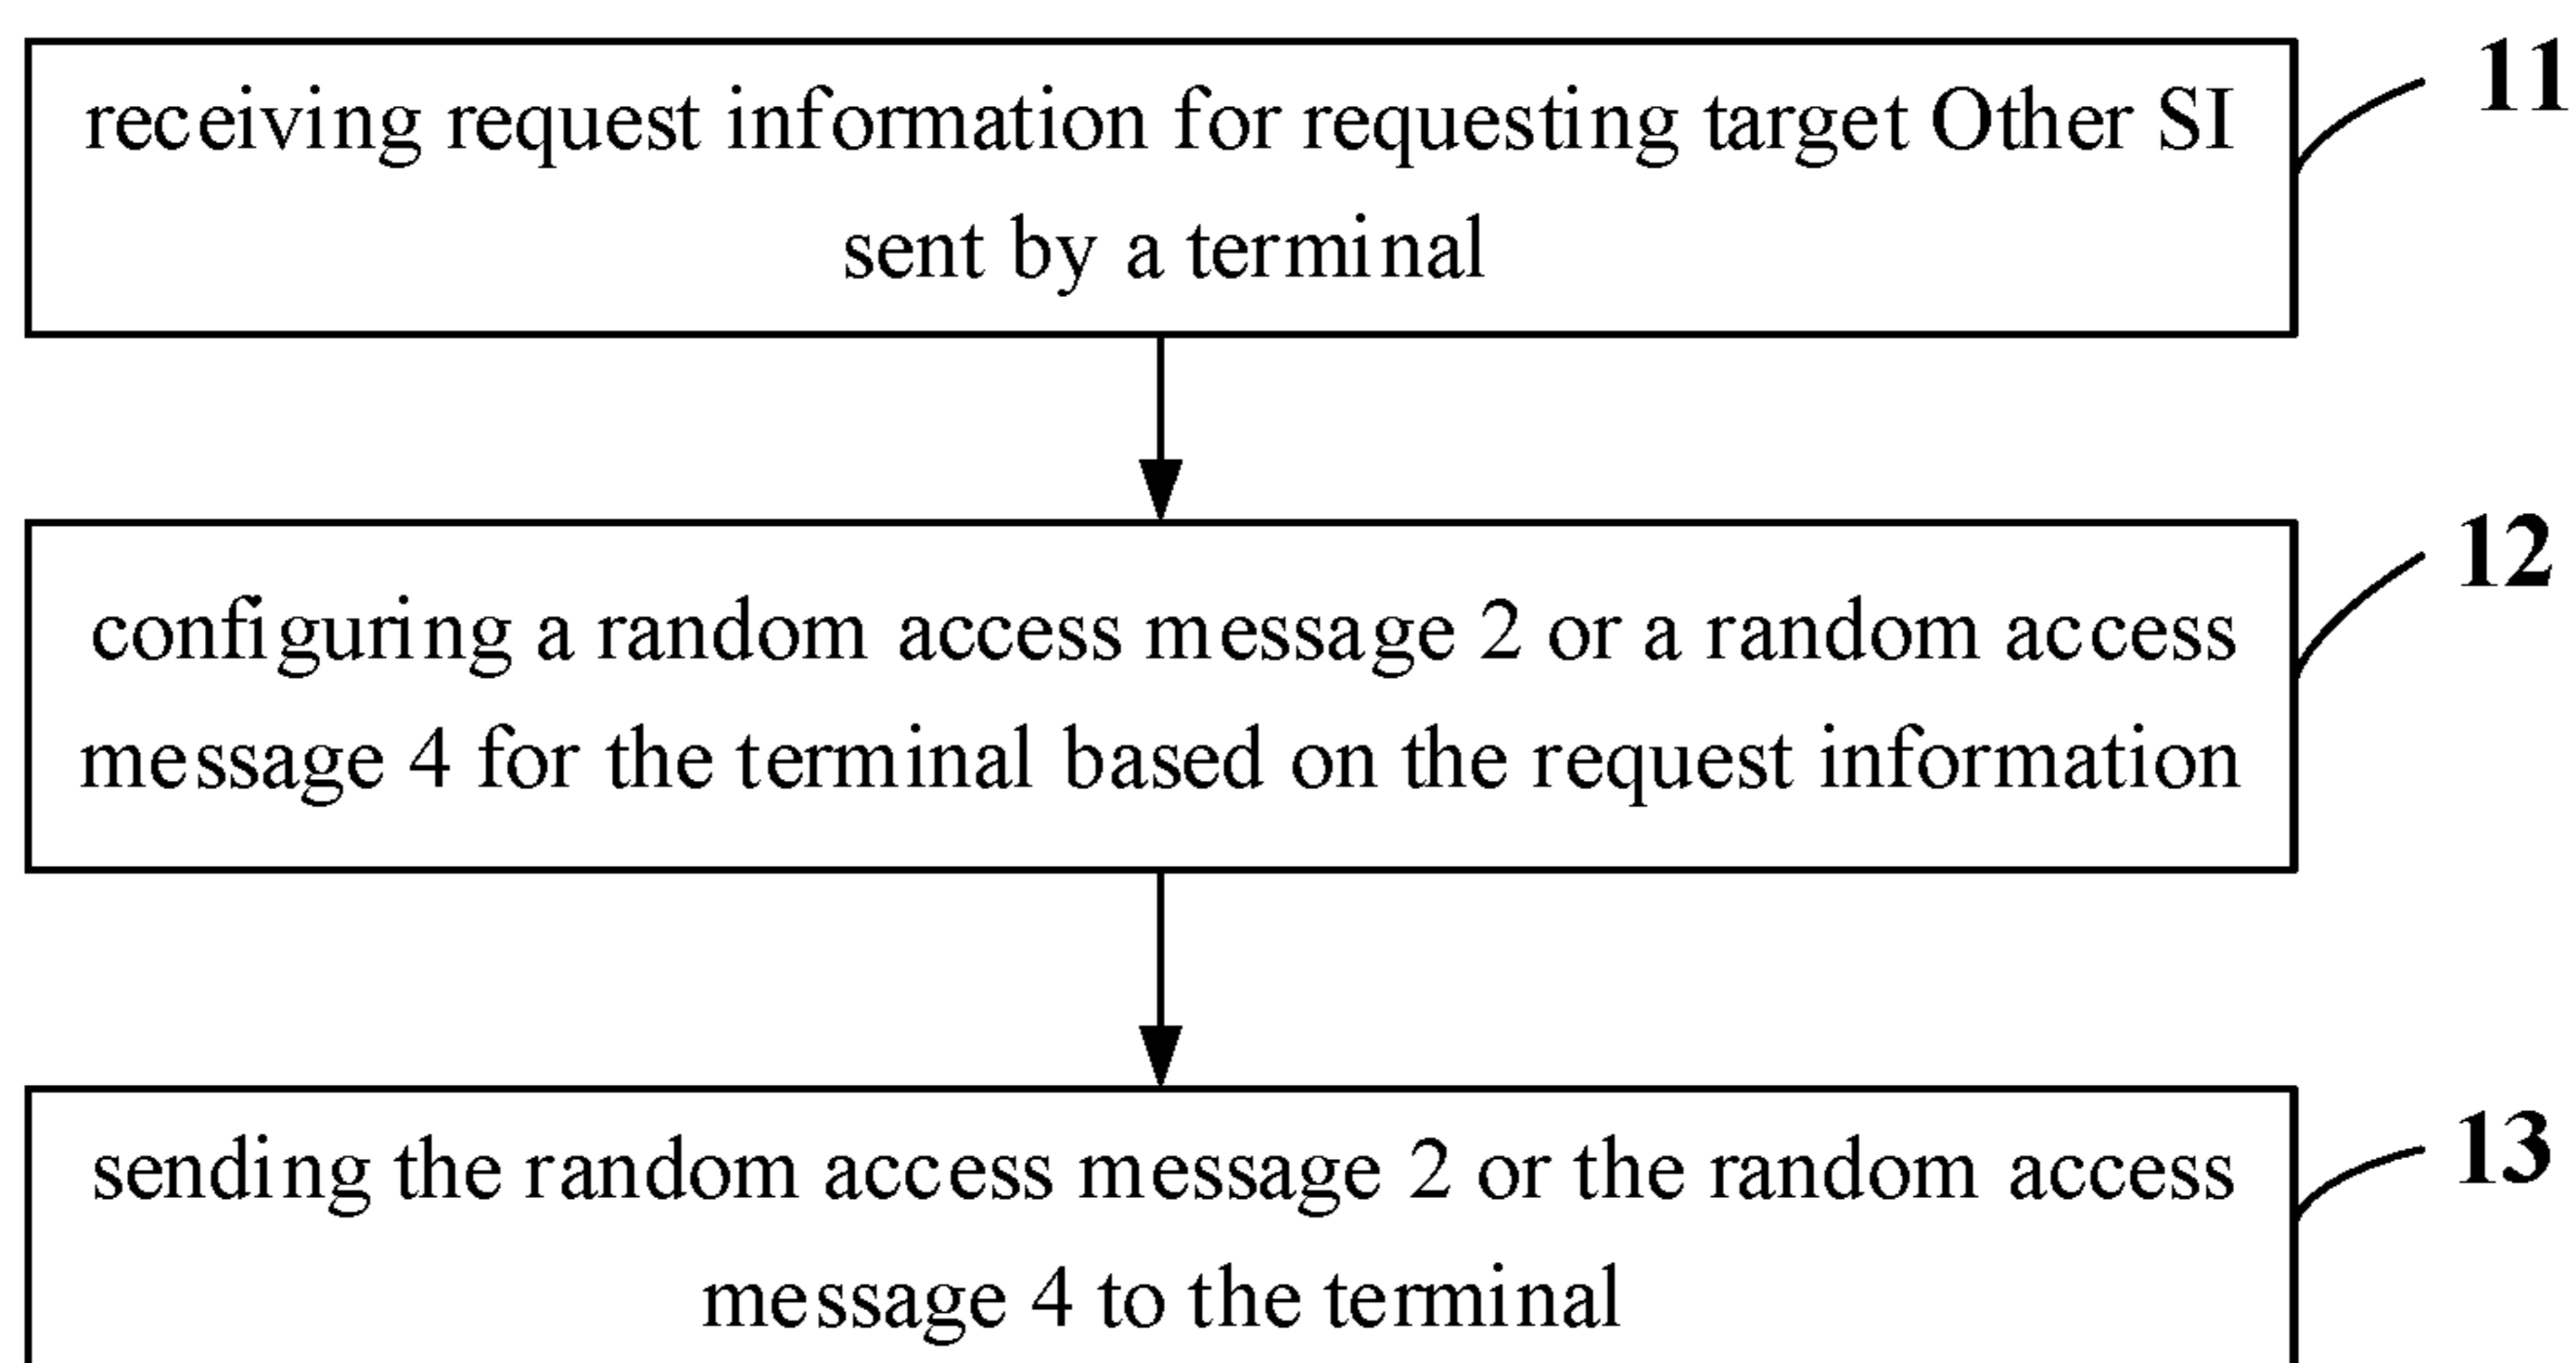 receiving request information for requesting target Other SI
sent by a terminal
11
configuring a random access message 2 or a random access
message 4 for the terminal based on the request information
12
sending the random access message 2 or the random access
message 4 to the terminal
13